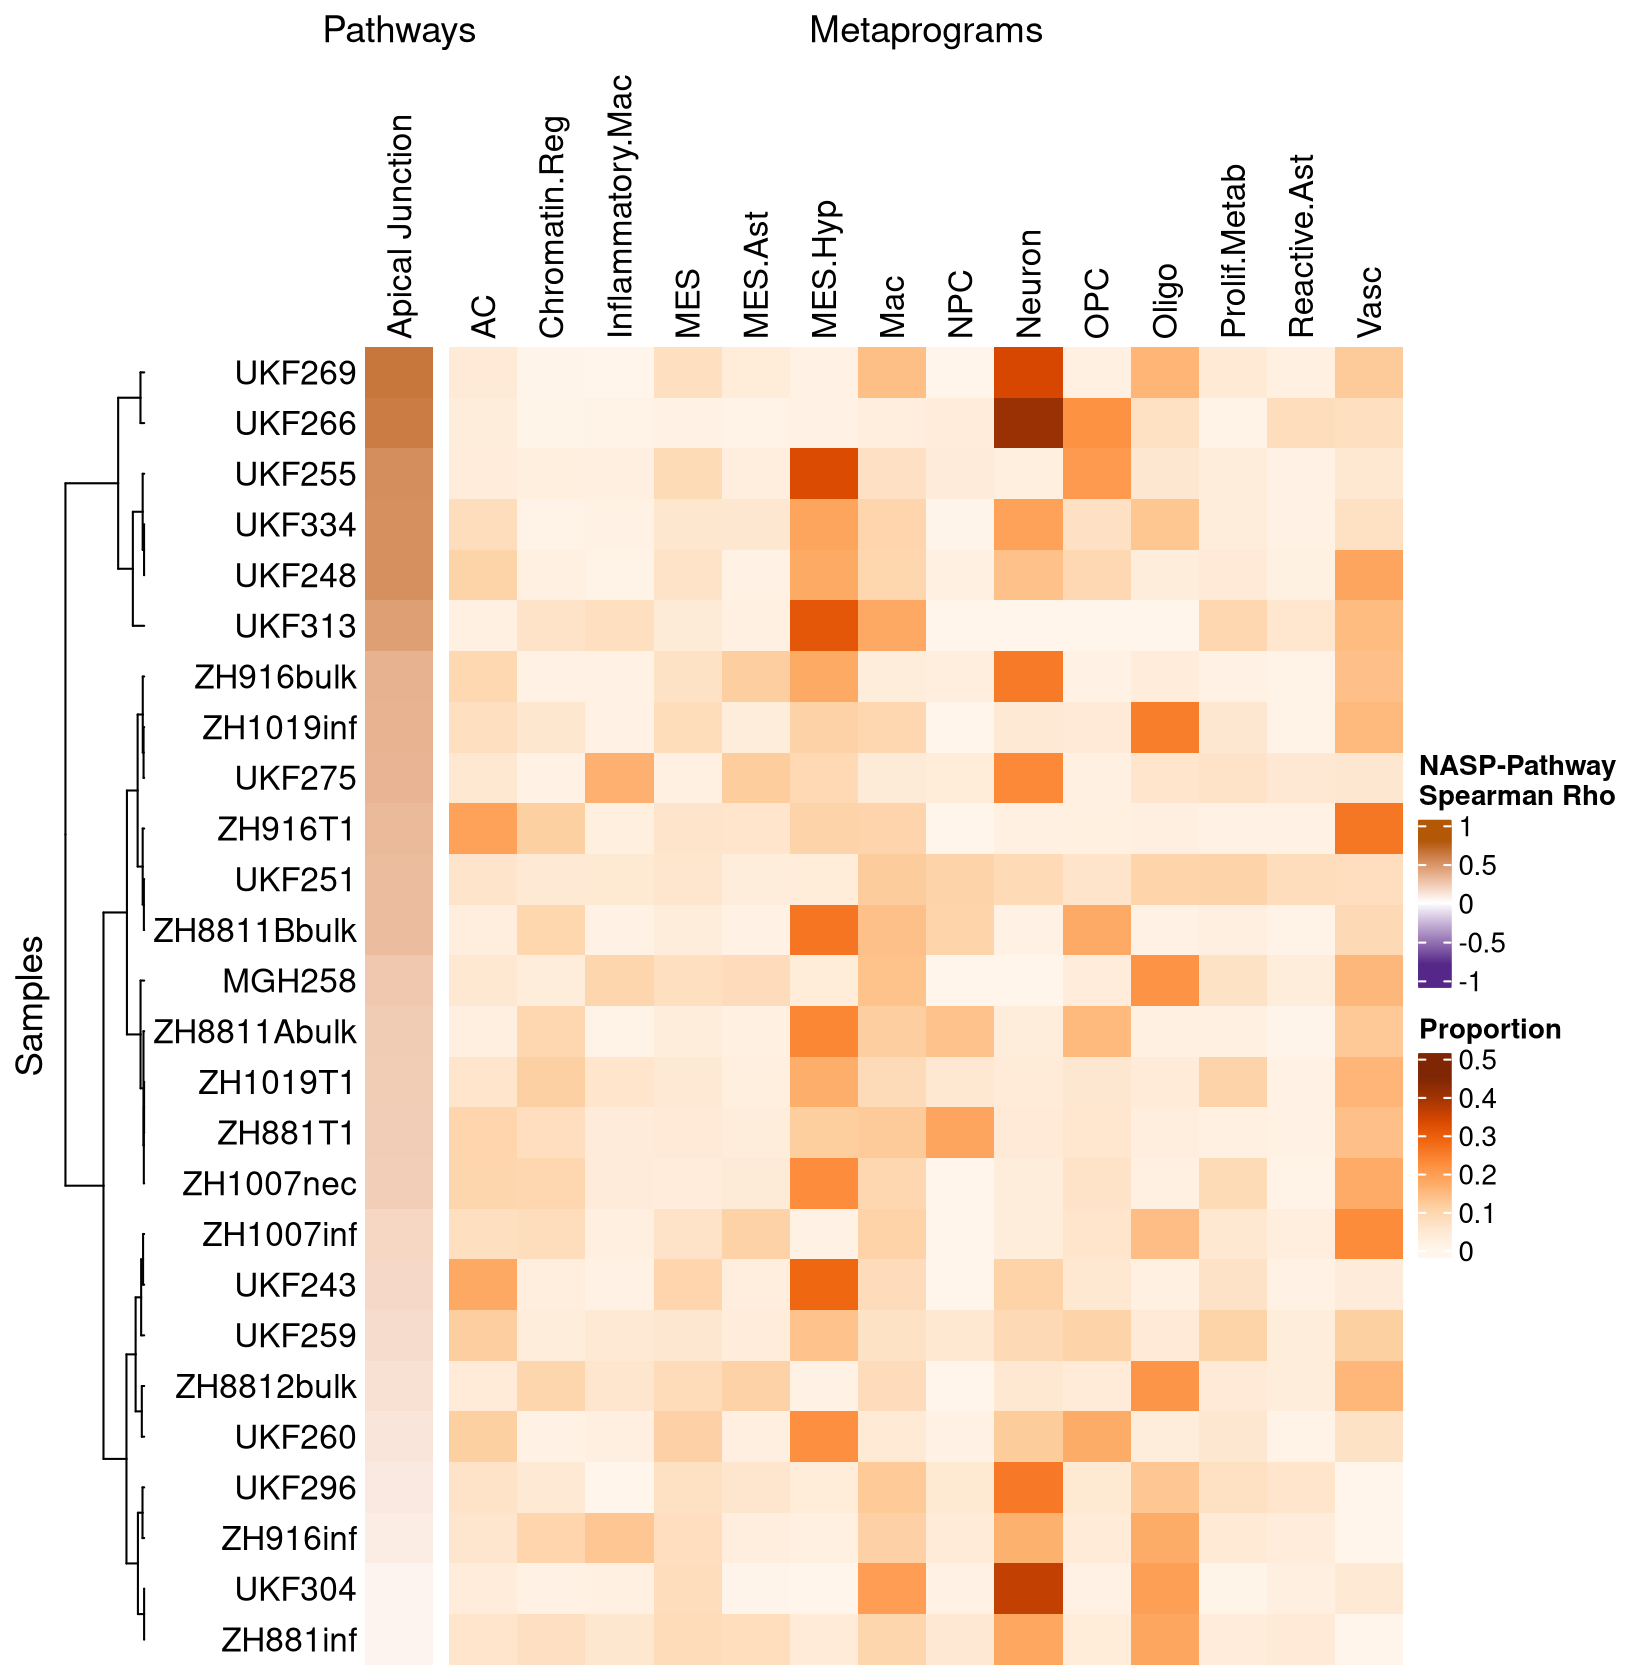 Pathways
Metaprograms
Apical Junction
AC
Chromatin.Reg
Inflammatory.Mac
MES
MES.Ast
MES.Hyp
Mac
NPC
Neuron
OPC
Oligo
Prolif.Metab
Reactive.Ast
Vasc
Samples
UKF269
UKF266
UKF255
UKF334
UKF248
UKF313
ZH916bulk
ZH1019inf
UKF275
ZH916T1
UKF251
ZH8811Bbulk
MGH258
ZH8811Abulk
ZH1019T1
ZH881T1
ZH1007nec
ZH1007inf
UKF243
UKF259
ZH8812bulk
UKF260
UKF296
ZH916inf
UKF304
ZH881inf
NASP-Pathway
Spearman Rho
1
0.5
0
-0.5
-1
Proportion
0.5
0.4
0.3
0.2
0.1
0